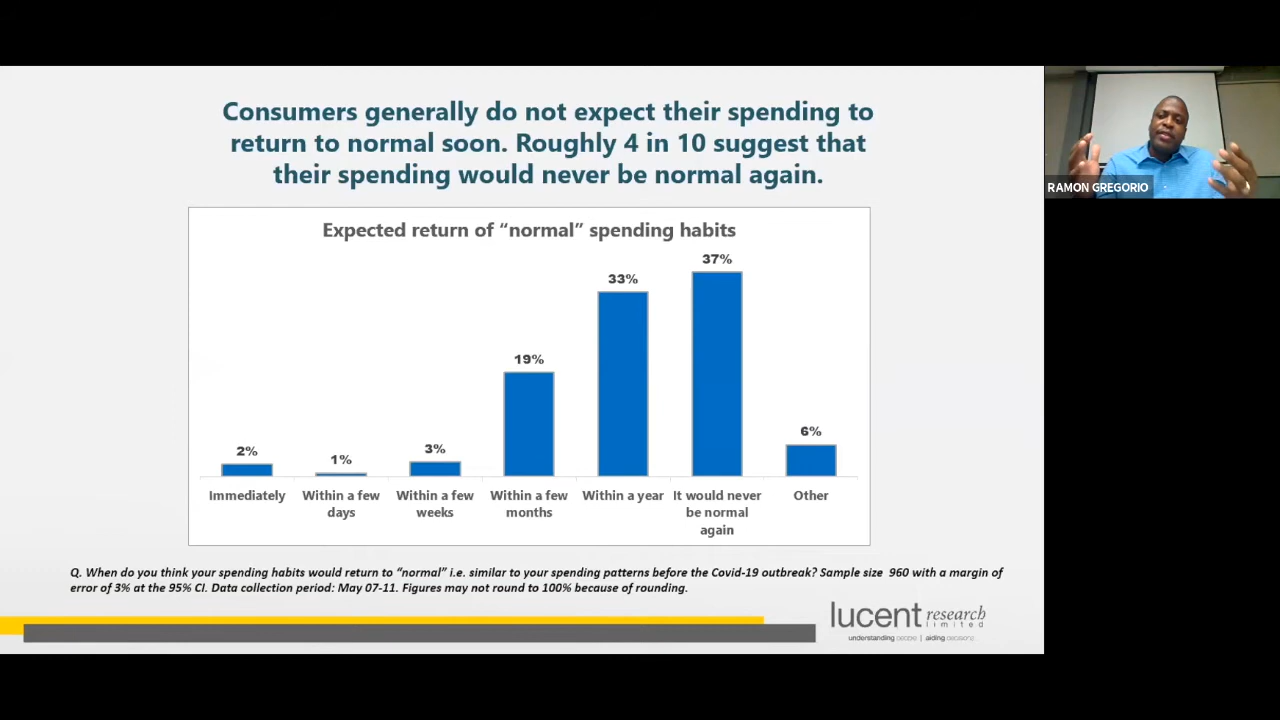 Consumers generally do not expect their spending to
return to normal soon. Roughly 4 in 10 suggest that
their spending would never be normal again.
RAMON GREGORIO
Expected return of “normal” spending habits
2%
1%
3%
19%
33%
37%
6%
Immediately
Within a few
days
Within a few
weeks
Within a few
months
Within a year
It would never
be normal
again
Other
Q. When do you think your spending habits would return to “normal” i.e. similar to your spending patterns before the Covid-19 outbreak? Sample size 960 with a margin of
error of 3% at the 95% CI. Data collection period: May 07-11. Figures may not round to 100% because of rounding.
lucent research
limited
understanding people | aiding decisions